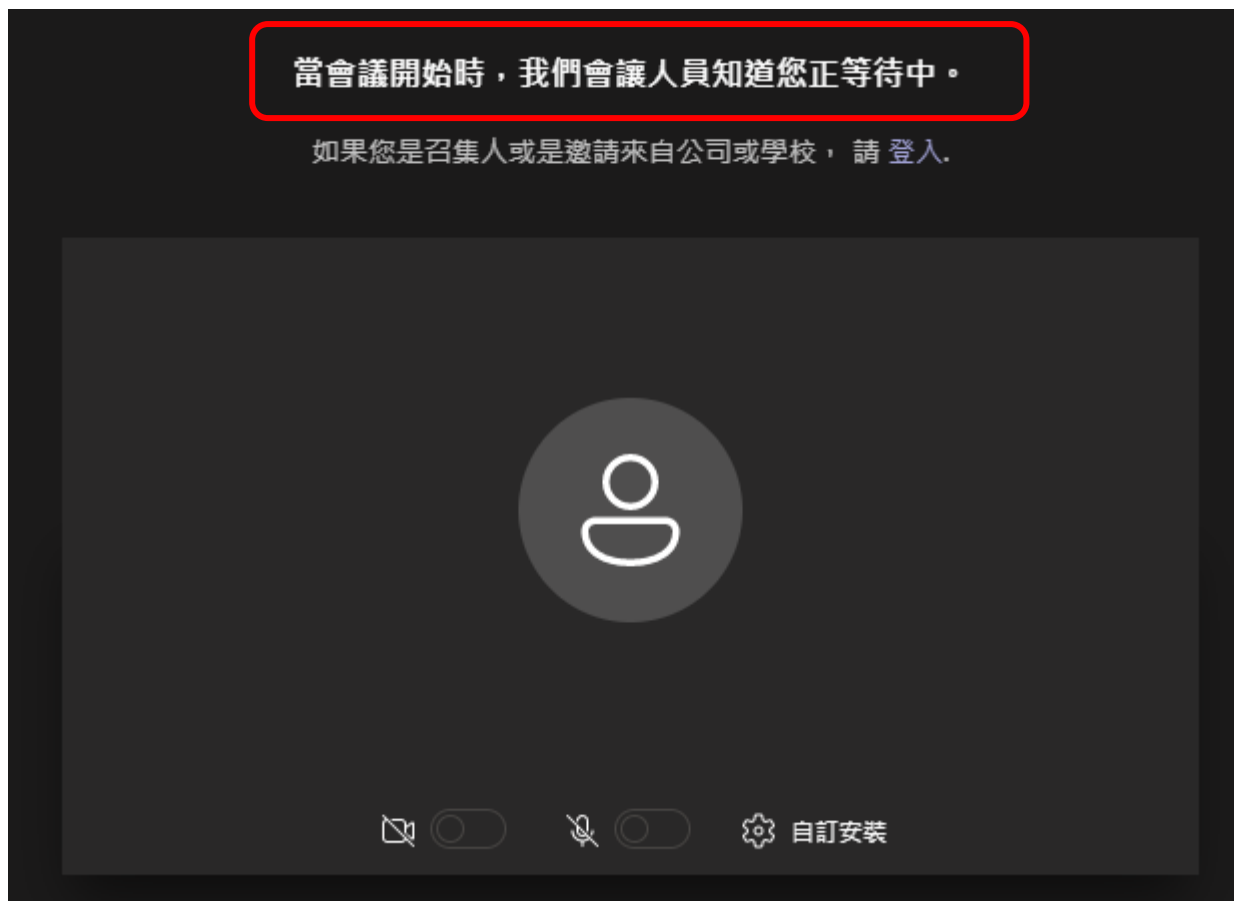 當會議開始時，我們會讓人員知道您正等待中。
如果您是召集人或是邀請來自公司或學校， 請 登入.
自訂安裝